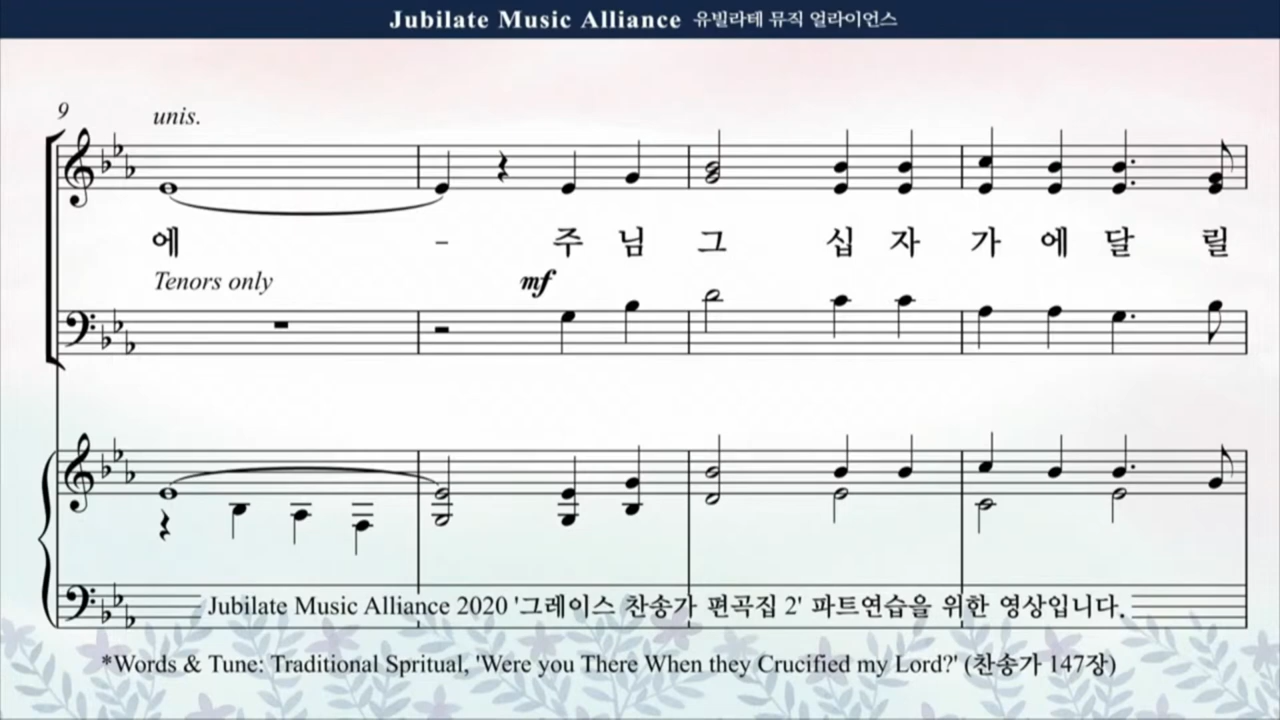 Jubilate Music Alliance 유빌라테 뮤직 얼라이언스
9
unis.
에 - 주 님 그 십 자 가 에 달 릴
Tenors only mf
Jubilate Music Alliance 2020 '그레이스 찬송가 편곡집 2' 파트연습을 위한 영상입니다.
*Words & Tune: Traditional Spritual, 'Were you There When they Crucified my Lord?' (찬송가 147장)